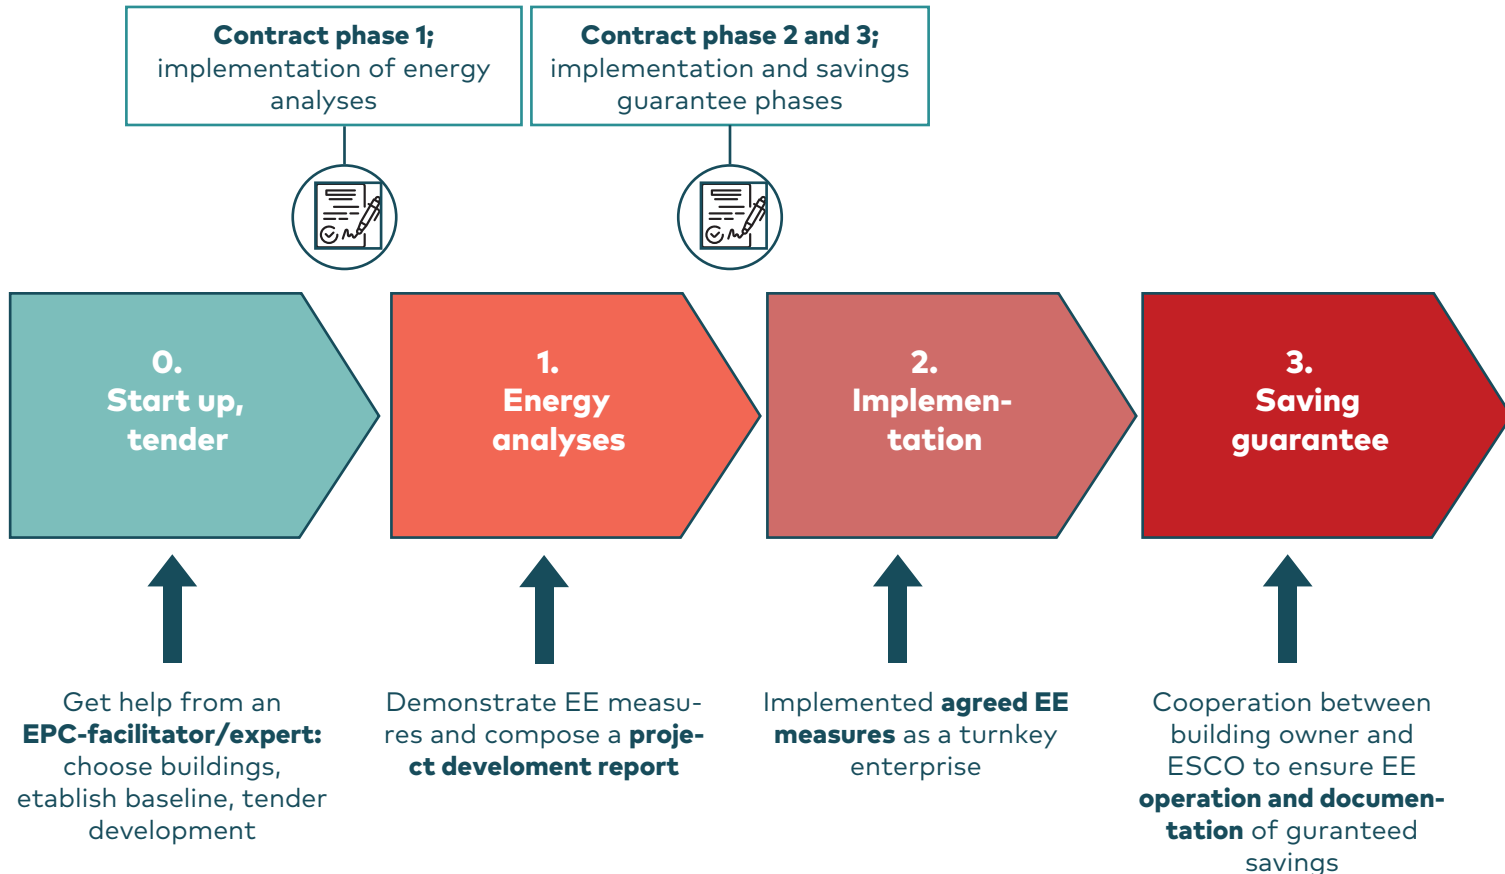 Contract phase 1;
implementation of energy
analyses
Contract phase 2 and 3;
implementation and savings
guarantee phases
0.
Start up,
tender
1.
Energy
analyses
2.
Implemen-
tation
3.
Saving
guarantee
Get help from an
EPC-facilitator/expert:
choose buildings,
etablish baseline, tender
development
Demonstrate EE measu-
res and compose a proje-
ct develoment report
Implemented agreed EE
measures as a turnkey
enterprise
Cooperation between
building owner and
ESCO to ensure EE
operation and documen-
tation of guranteed
savings